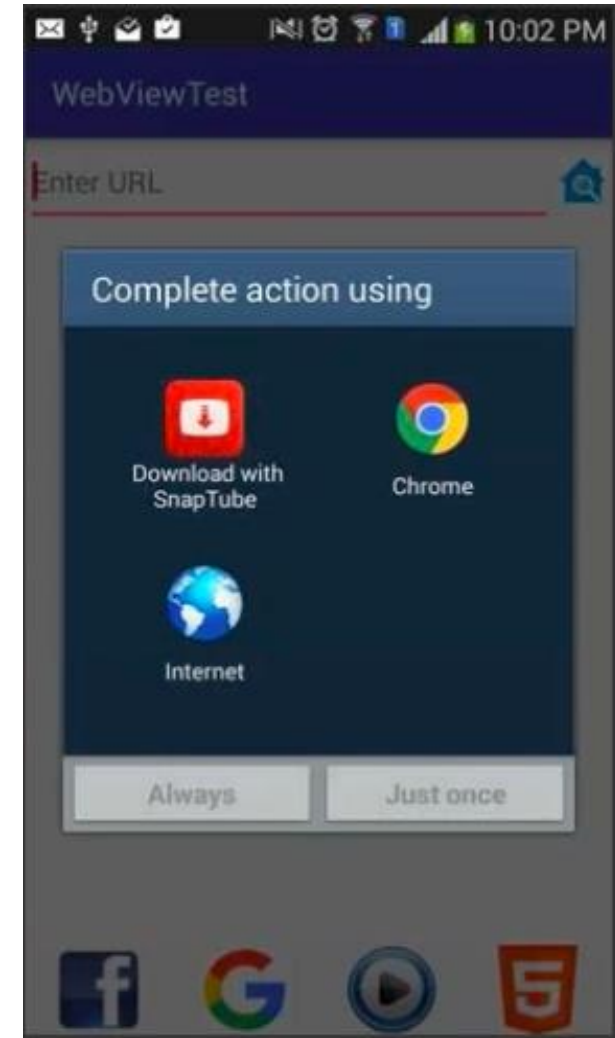 10:02 PM
WebViewTest
Enter URL
Complete action using
Download with
SnapTube
Chrome
Internet
Always
Just once